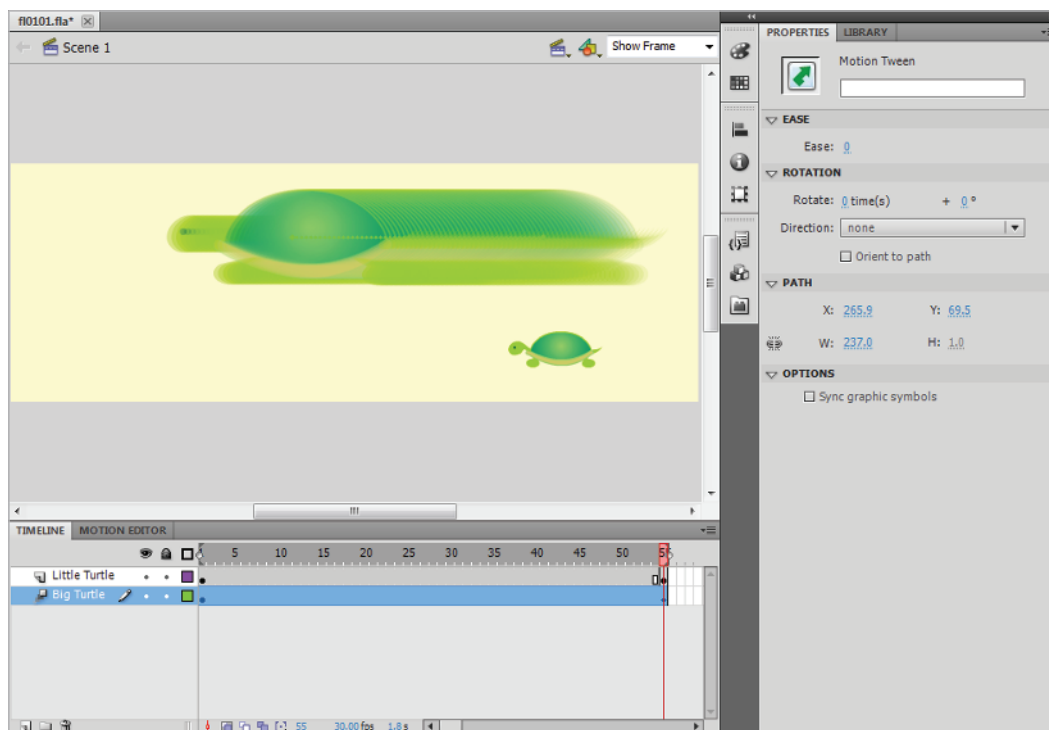 fl0101.fla*
Scene 1
Show Frame
PROPERTIES LIBRARY
Motion Tween
EASE
Ease: 0
ROTATION
Rotate: 0 time(s) + 0 °
Direction: none
Orient to path
PATH
X: 265.9 Y: 69.5
W: 237.0 H: 1.0
OPTIONS
Sync graphic symbols
TIMELINE MOTION EDITOR
5 10 15 20 25 30 35 40 45 50 55
Little Turtle
Big Turtle
55 30.00 fps 1.8 s